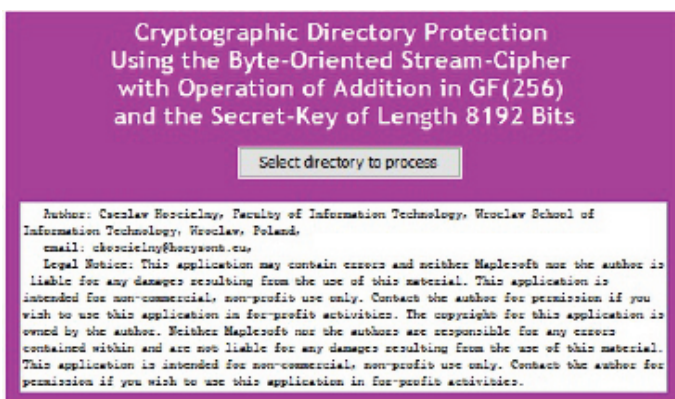 Cryptographic Directory Protection
Using the Byte-Oriented Stream-Cipher
with Operation of Addition in GF(256)
and the Secret-Key of Length 8192 Bits
Select directory to process
Author: Czeslaw Koscielny, Faculty of Information Technology, Wroclaw School of
Information Technology, Wroclaw, Poland,
email: ckoscielny@horyzont.eu,
Legal Notice: This application may contain errors and neither Maplesoft nor the author is
liable for any damages resulting from the use of this material. This application is
intended for non-commercial, non-profit use only. Contact the author for permission if you
wish to use this application in for-profit activities. The copyright for this application is
owned by the author. Neither Maplesoft nor the authors are responsible for any errors
contained within and are not liable for any damages resulting from the use of this material.
This application is intended for non-commercial, non-profit use only. Contact the author for
permission if you wish to use this application in for-profit activities.